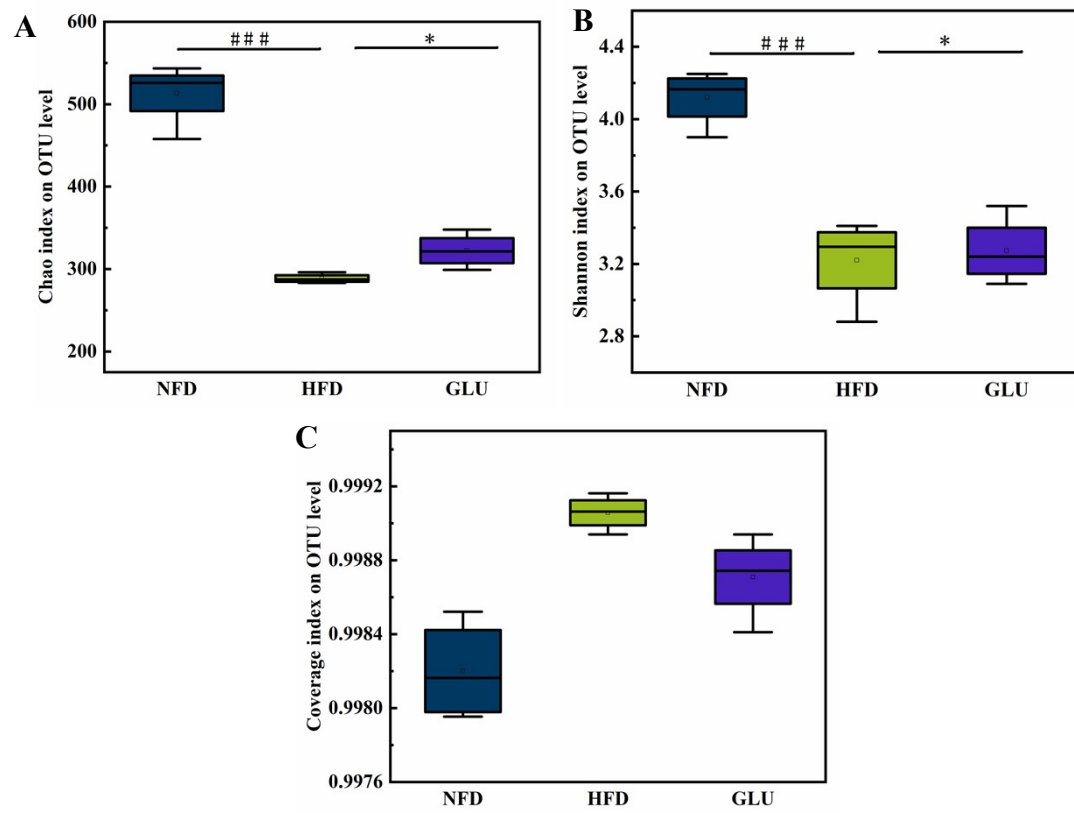 A
Chao index on OTU level
600
500
400
300
200
# # #
*
NFD
HFD
GLU
B
Shannon index on OTU level
4.4
4.0
3.6
3.2
2.8
# # #
*
NFD
HFD
GLU
C
Coverage index on OTU level
0.9992
0.9988
0.9984
0.9980
0.9976
NFD
HFD
GLU